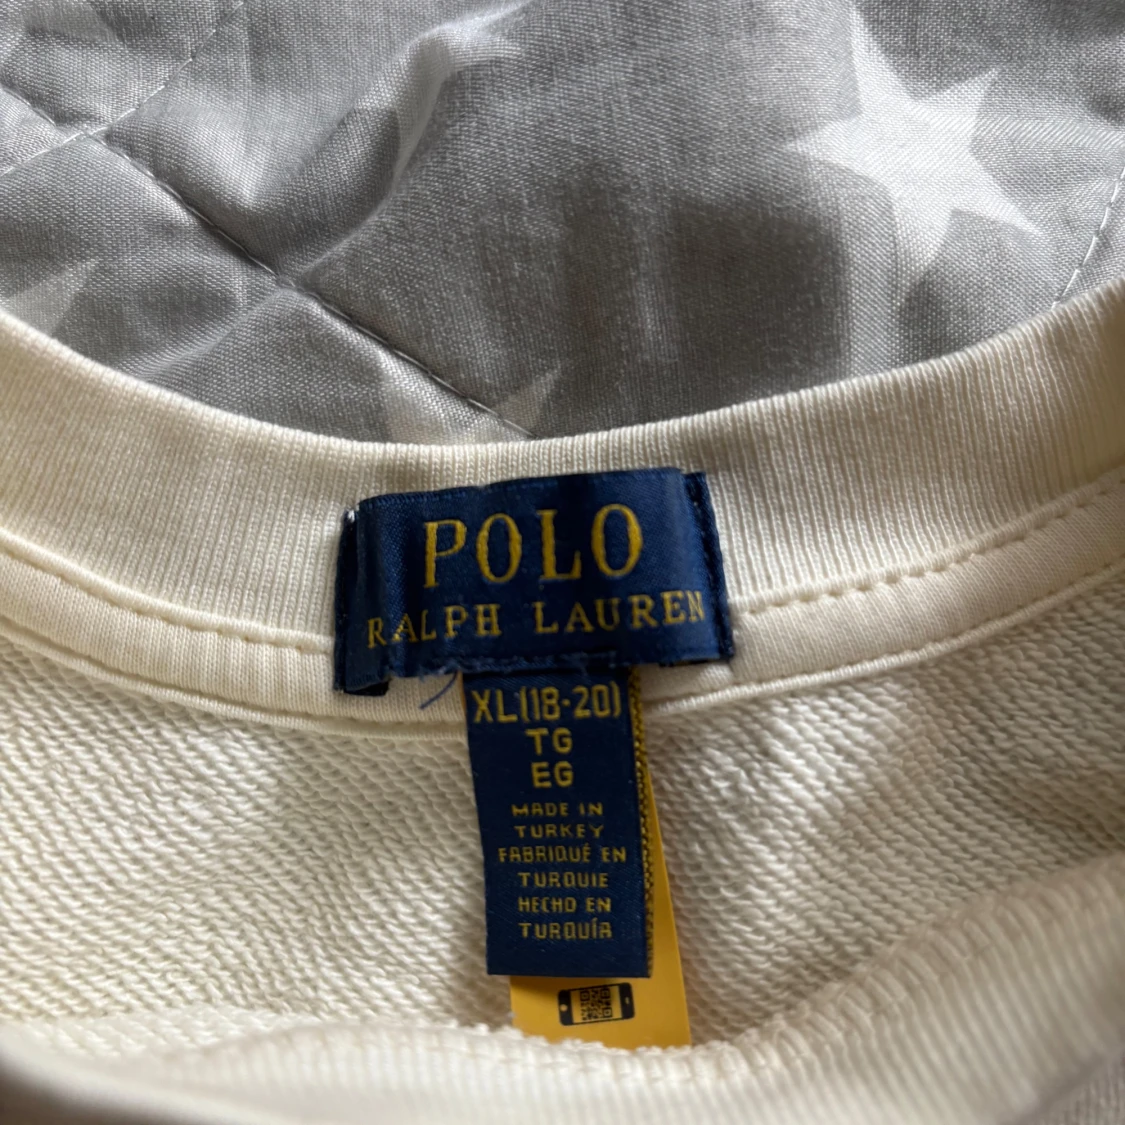 POLO
RALPH LAUREN
XL(18-20)
TG
EG
MADE IN
TURKEY
FABRIQUÉ EN
TURQUIE
HECHO EN
TURQUÍA